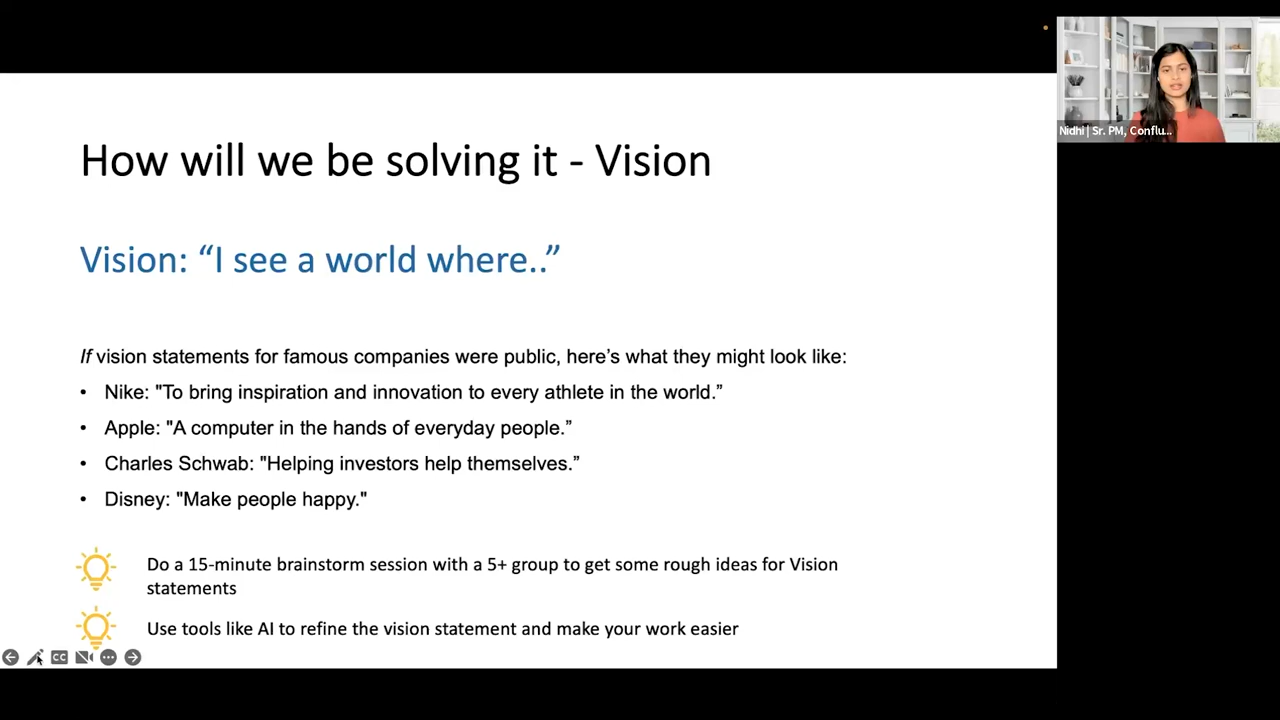 How will we be solving it - Vision
Nidhi | Sr. PM, Conflu...
Vision: “I see a world where..”
If vision statements for famous companies were public, here’s what they might look like:
• Nike: "To bring inspiration and innovation to every athlete in the world.”
• Apple: "A computer in the hands of everyday people.”
• Charles Schwab: "Helping investors help themselves.”
• Disney: "Make people happy."
Do a 15-minute brainstorm session with a 5+ group to get some rough ideas for Vision
statements
Use tools like AI to refine the vision statement and make your work easier
CC